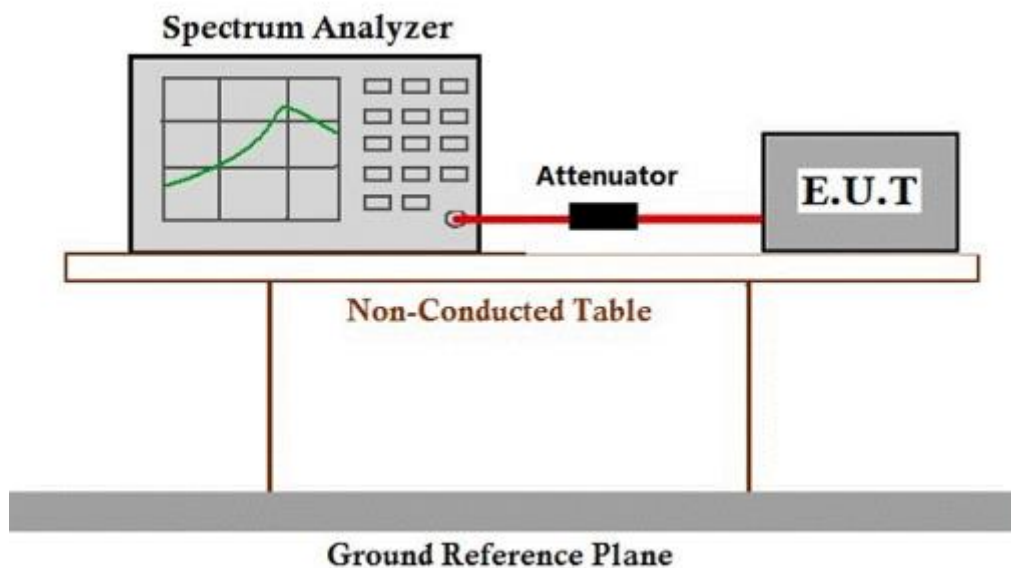 Spectrum Analyzer
Attenuator
E.U.T
Non-Conducted Table
Ground Reference Plane